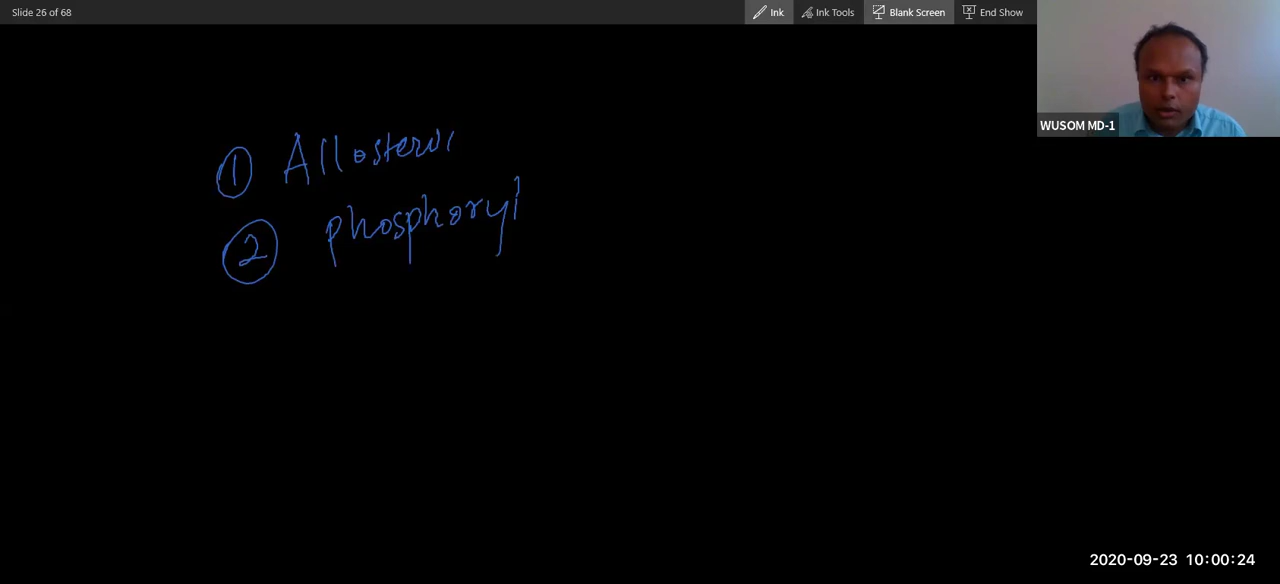 Slide 26 of 68
Ink Ink Tools Blank Screen End Show
WUSOM MD-1
1 Allosteric
2 phosphoryl
2020-09-23 10:00:24